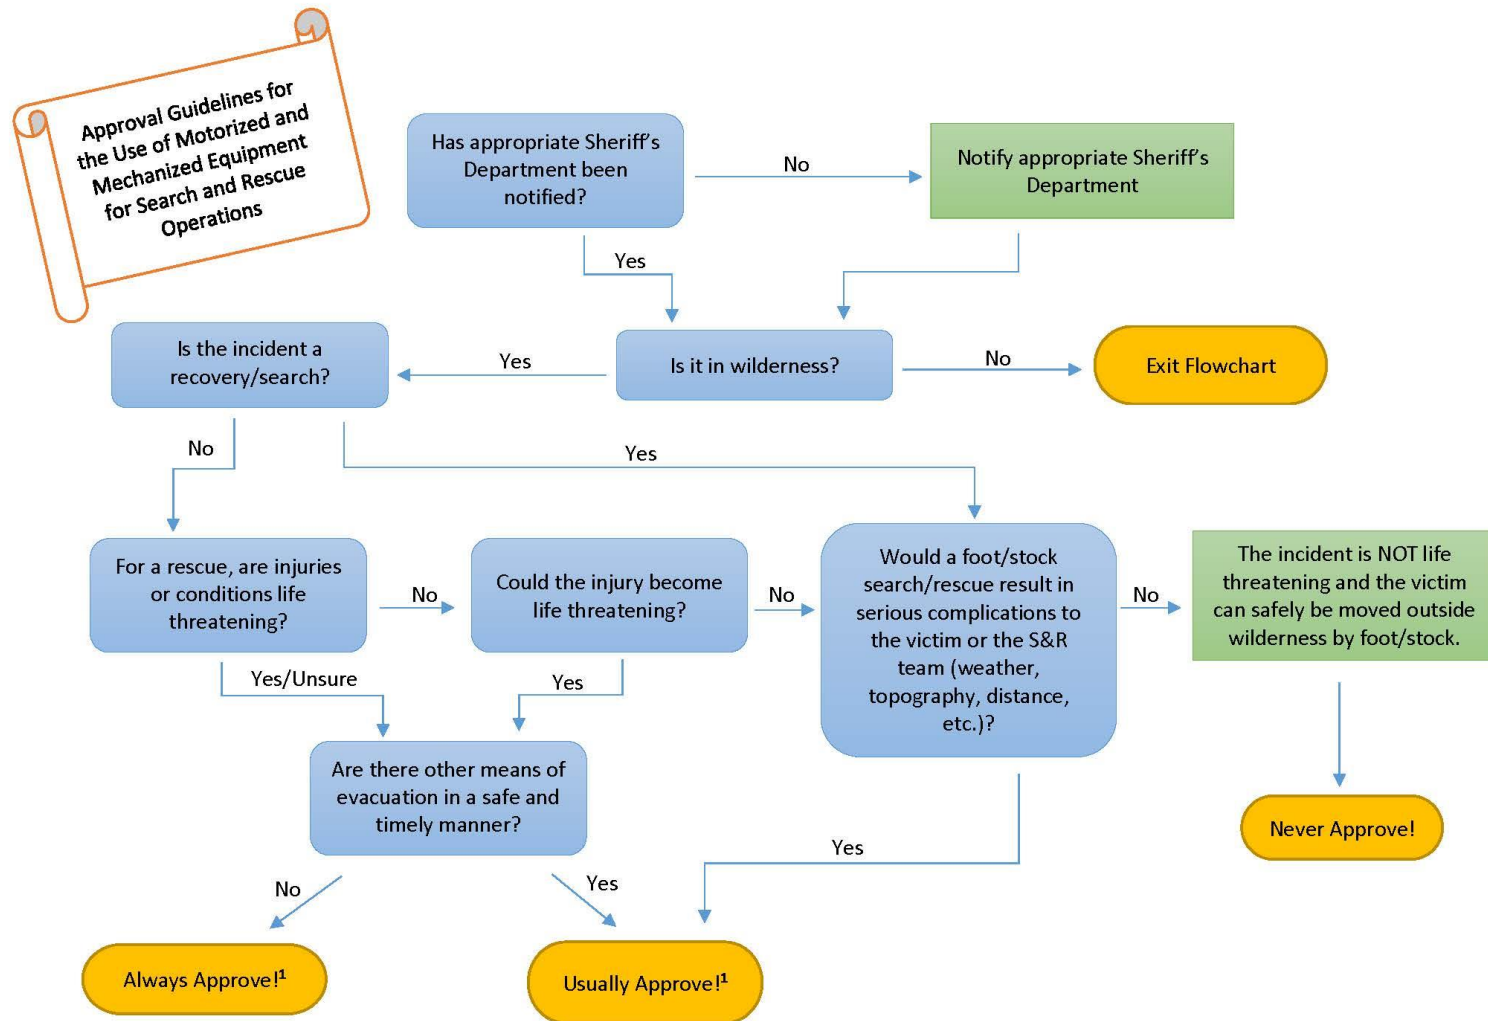 Approval Guidelines for
the Use of Motorized and
Mechanized Equipment
for Search and Rescue
Operations
Has appropriate Sheriff’s
Department been
notified?
No
Notify appropriate Sheriff’s
Department
Yes
Is the incident a
recovery/search?
Yes
Is it in wilderness?
No
Exit Flowchart
No
Yes
For a rescue, are injuries
or conditions life
threatening?
No
Could the injury become
life threatening?
No
Would a foot/stock
search/rescue result in
serious complications to
the victim or the S&R
team (weather,
topography, distance,
etc.)?
No
The incident is NOT life
threatening and the victim
can safely be moved outside
wilderness by foot/stock.
Yes/Unsure
Yes
Are there other means of
evacuation in a safe and
timely manner?
Never Approve!
Yes
No
Yes
Always Approve!¹
Usually Approve!¹